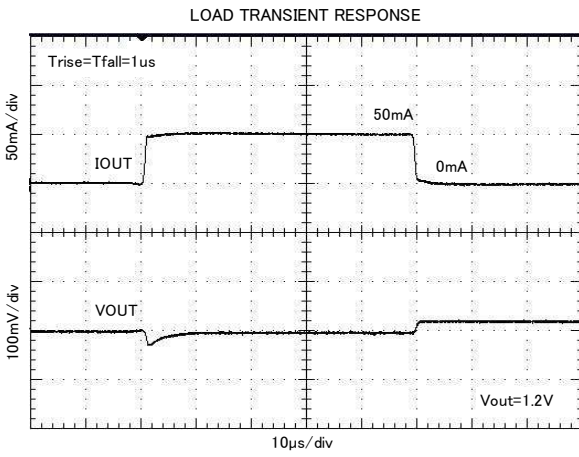 LOAD TRANSIENT RESPONSE
Trise=Tfall=1us
50mA/div
50mA
IOUT
0mA
VOUT
100mV/div
Vout=1.2V
10μs/div